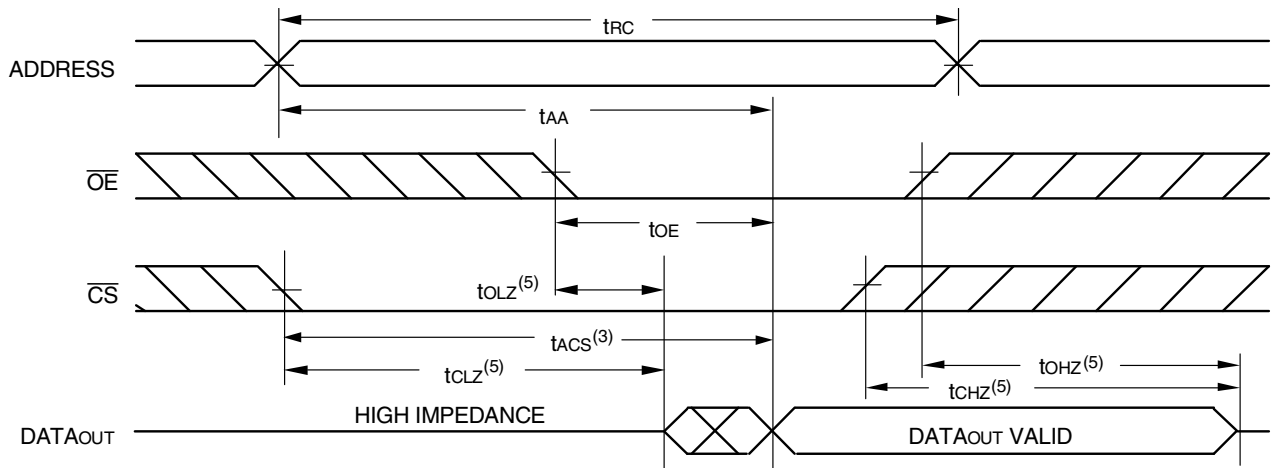 tRC
ADDRESS
tAA
OE
tOE
CS
tOLZ(5)
tACS(3)
tOHZ(5)
tCLZ(5)
tCHZ(5)
HIGH IMPEDANCE
DATAOUT
DATAOUT VALID